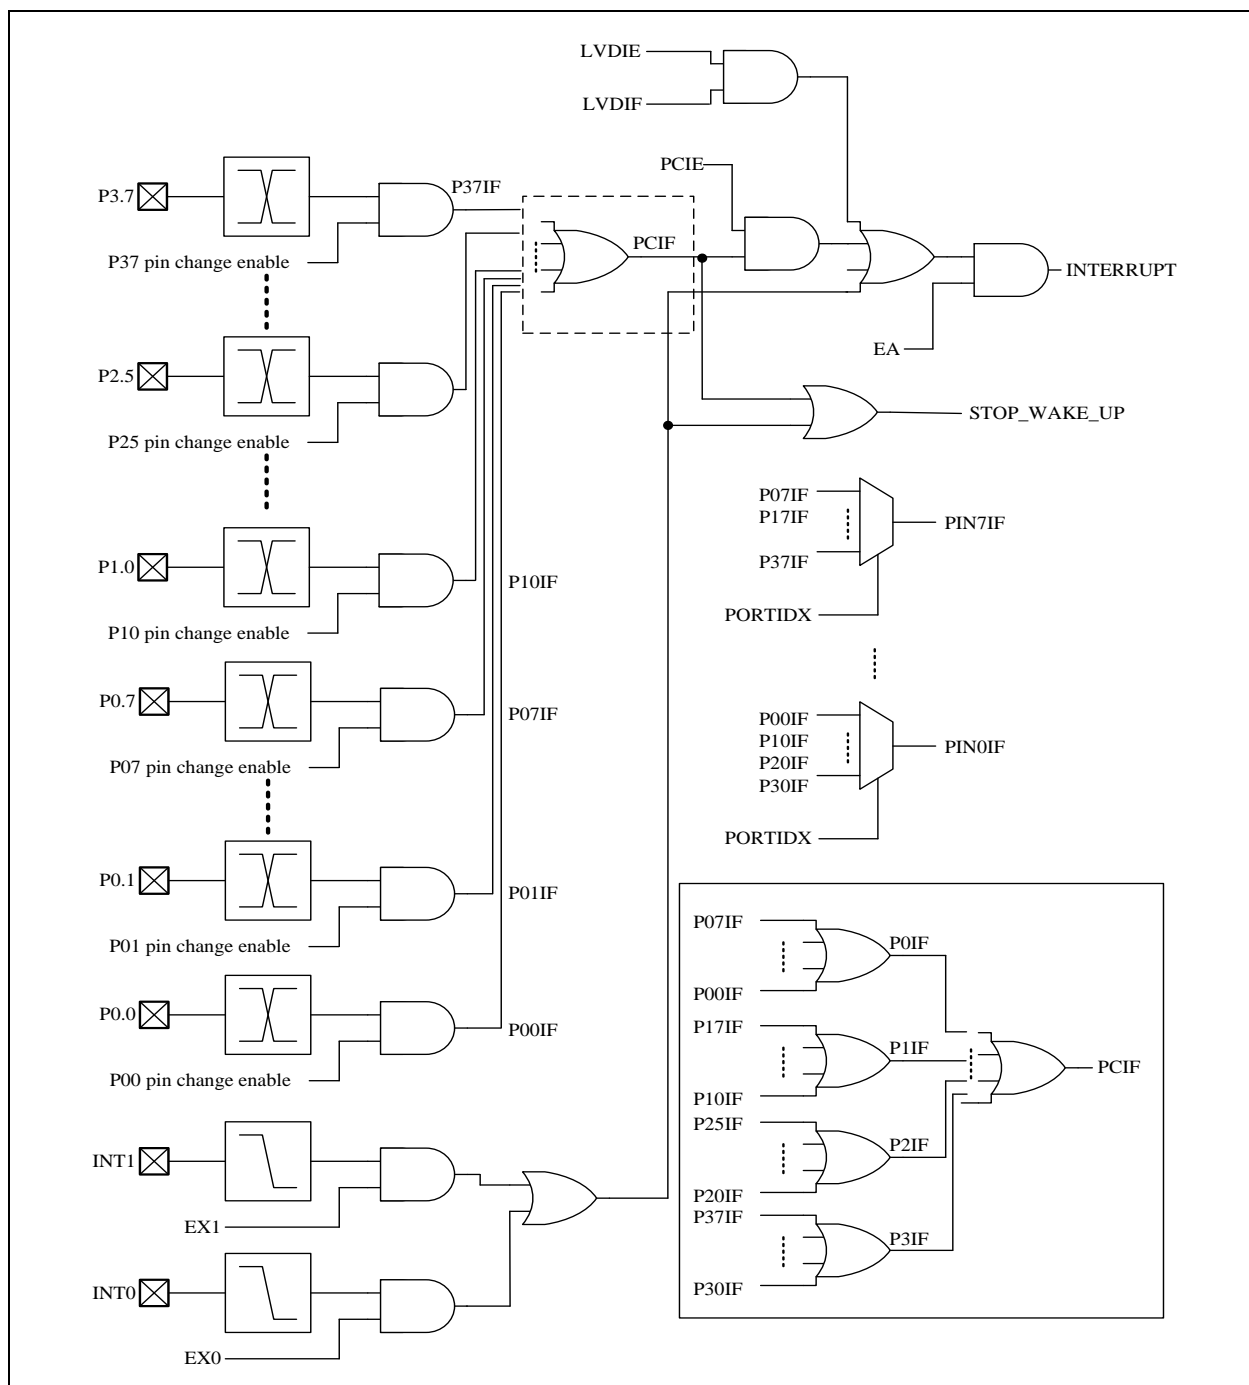 LVDIE
LVDIF
PCIE
P3.7
P37IF
P37 pin change enable
PCIF
INTERRUPT
EA
P2.5
P25 pin change enable
STOP_WAKE_UP
P07IF
P17IF
P37IF
PIN7IF
PORTIDX
P1.0
P10IF
P10 pin change enable
P0.7
P07IF
P07 pin change enable
P00IF
P10IF
P20IF
P30IF
PIN0IF
PORTIDX
P0.1
P01IF
P01 pin change enable
P0.0
P00IF
P00 pin change enable
INT1
EX1
INT0
EX0
P07IF
P0IF
P00IF
P17IF
P1IF
P10IF
PCIF
P25IF
P2IF
P20IF
P37IF
P3IF
P30IF